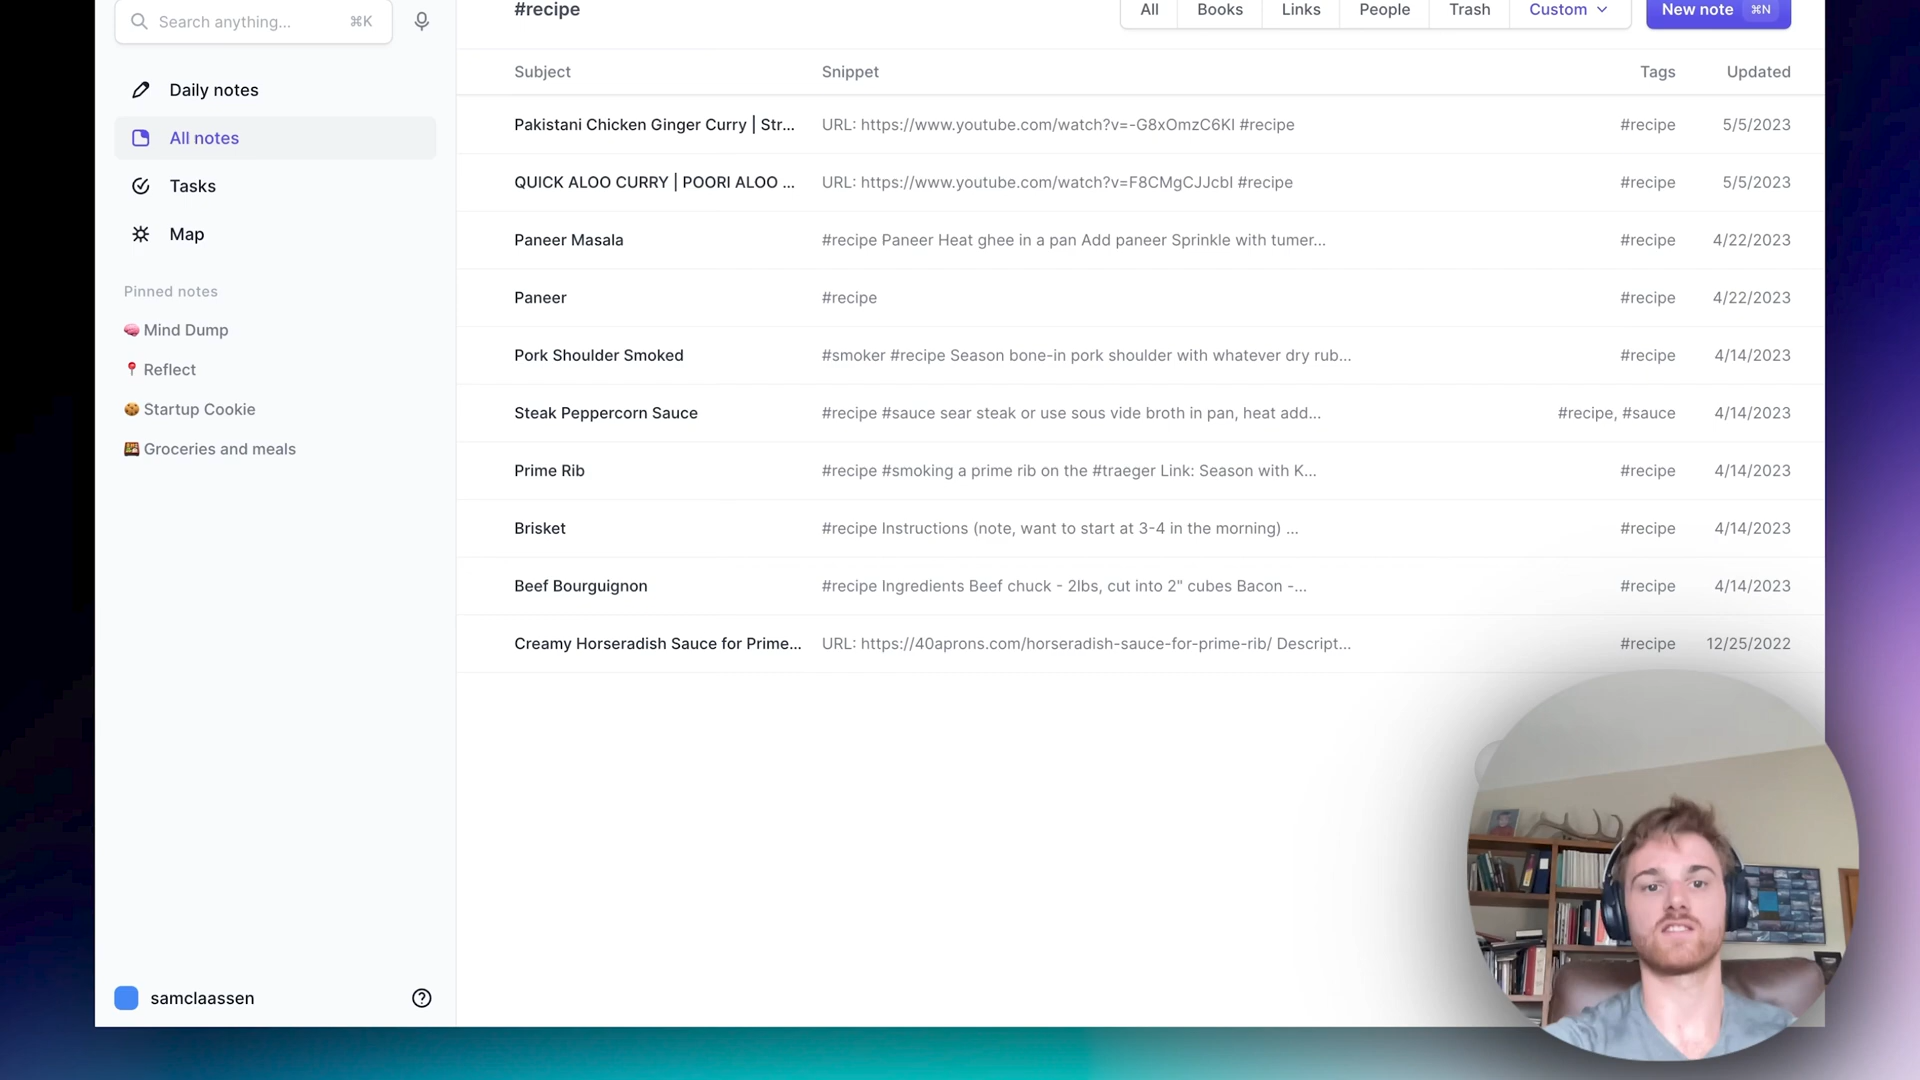 Search anything... ⌘K
#recipe
All Books Links People Trash Custom
New note ⌘N
Daily notes
All notes
Tasks
Map
Pinned notes
🧠 Mind Dump
📍 Reflect
🍪 Startup Cookie
🍱 Groceries and meals
samclaassen
Subject Snippet Tags Updated
Pakistani Chicken Ginger Curry | Str... URL: https://www.youtube.com/watch?v=-G8xOmzC6KI #recipe #recipe 5/5/2023
QUICK ALOO CURRY | POORI ALOO ... URL: https://www.youtube.com/watch?v=F8CMgCJJcbI #recipe #recipe 5/5/2023
Paneer Masala #recipe Paneer Heat ghee in a pan Add paneer Sprinkle with tumer... #recipe 4/22/2023
Paneer #recipe #recipe 4/22/2023
Pork Shoulder Smoked #smoker #recipe Season bone-in pork shoulder with whatever dry rub... #recipe 4/14/2023
Steak Peppercorn Sauce #recipe #sauce sear steak or use sous vide broth in pan, heat add... #recipe, #sauce 4/14/2023
Prime Rib #recipe #smoking a prime rib on the #traeger Link: Season with K... #recipe 4/14/2023
Brisket #recipe Instructions (note, want to start at 3-4 in the morning) ... #recipe 4/14/2023
Beef Bourguignon #recipe Ingredients Beef chuck - 2lbs, cut into 2" cubes Bacon -... #recipe 4/14/2023
Creamy Horseradish Sauce for Prime... URL: https://40aprons.com/horseradish-sauce-for-prime-rib/ Descript... #recipe 12/25/2022